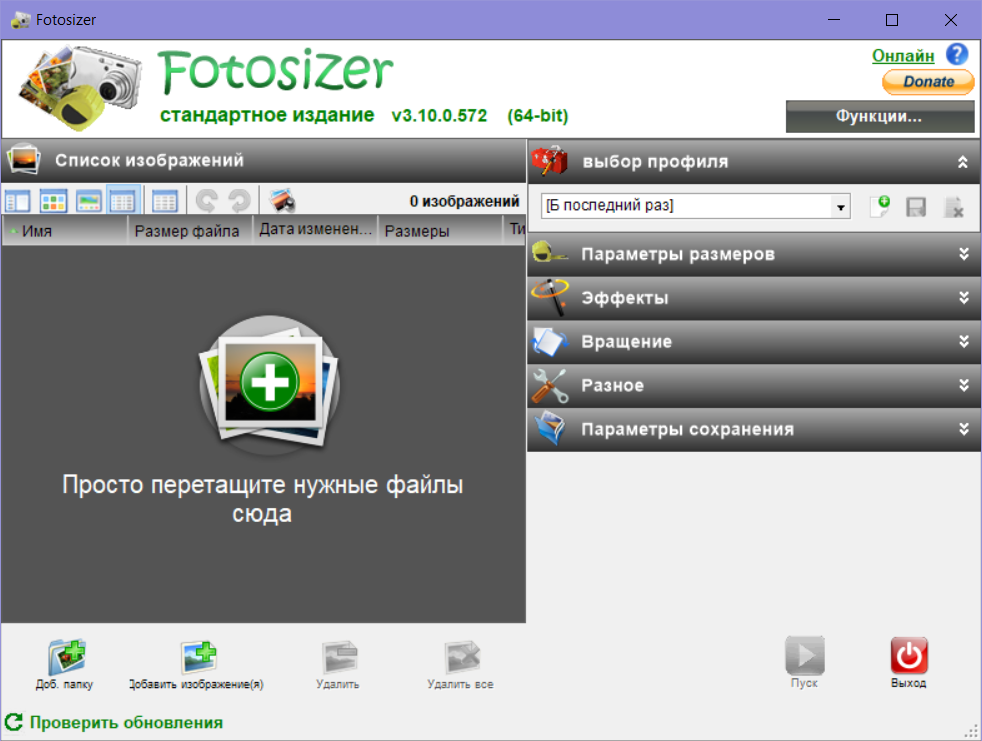 Fotosizer
Fotosizer
стандартное издание v3.10.0.572 (64-bit)
Онлайн ?
Donate
Функции...
Список изображений
0 изображений
Имя Размер файла Дата изменен... Размеры Ти
Просто перетащите нужные файлы
сюда
выбор профиля
[Б последний раз]
Параметры размеров
Эффекты
Вращение
Разное
Параметры сохранения
Доб. папку Добавить изображение(я) Удалить Удалить все Пуск Выход
Проверить обновления